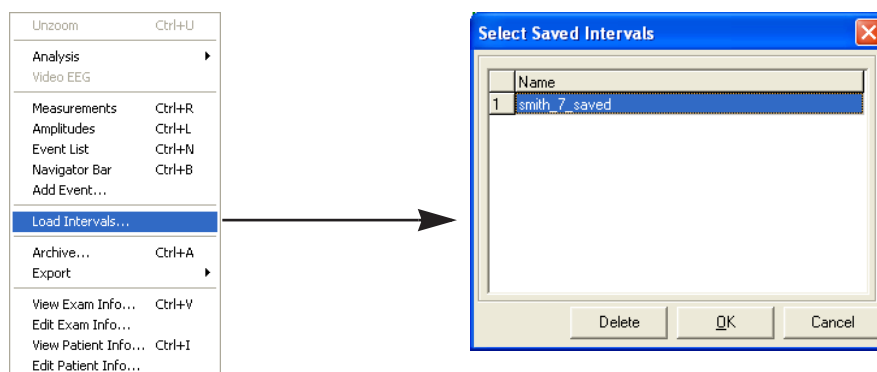 Unzoom Ctrl+U
Analysis
Video EEG
Measurements Ctrl+R
Amplitudes Ctrl+L
Event List Ctrl+N
Navigator Bar Ctrl+B
Add Event...
Load Intervals...
Archive... Ctrl+A
Export
View Exam Info... Ctrl+V
Edit Exam Info...
View Patient Info... Ctrl+I
Edit Patient Info...
Select Saved Intervals
Name
1 smith_7_saved
Delete OK Cancel